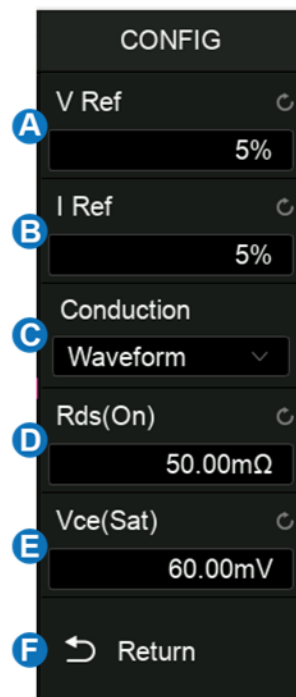 CONFIG
A
V Ref
5%
B
I Ref
5%
C
Conduction
Waveform
D
Rds(On)
50.00mΩ
E
Vce(Sat)
60.00mV
F
Return